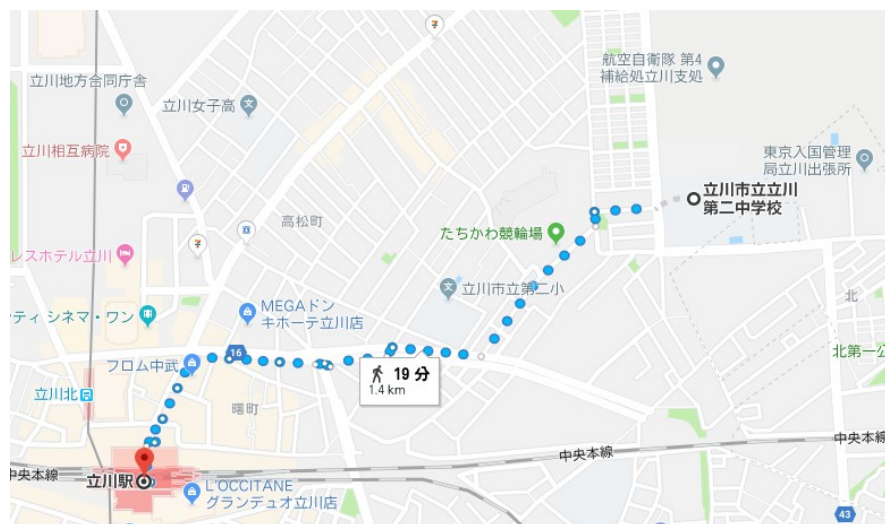 立川地方合同庁舎
立川女子高
航空自衛隊 第4
補給処立川支処
立川相互病院
東京入国管理
局立川出張所
立川市立立川
第二中学校
高松町
たちかわ競輪場
レスホテル立川
立川市立第二小
MEGAドン
キホーテ立川店
ティ シネマ・ワン
北
北第一公
16
フロム中武
19 分
1.4 km
立川北
曙町
中央本線
中央本線
中央本線
立川駅
L'OCCITANE
グランデュオ立川店
43